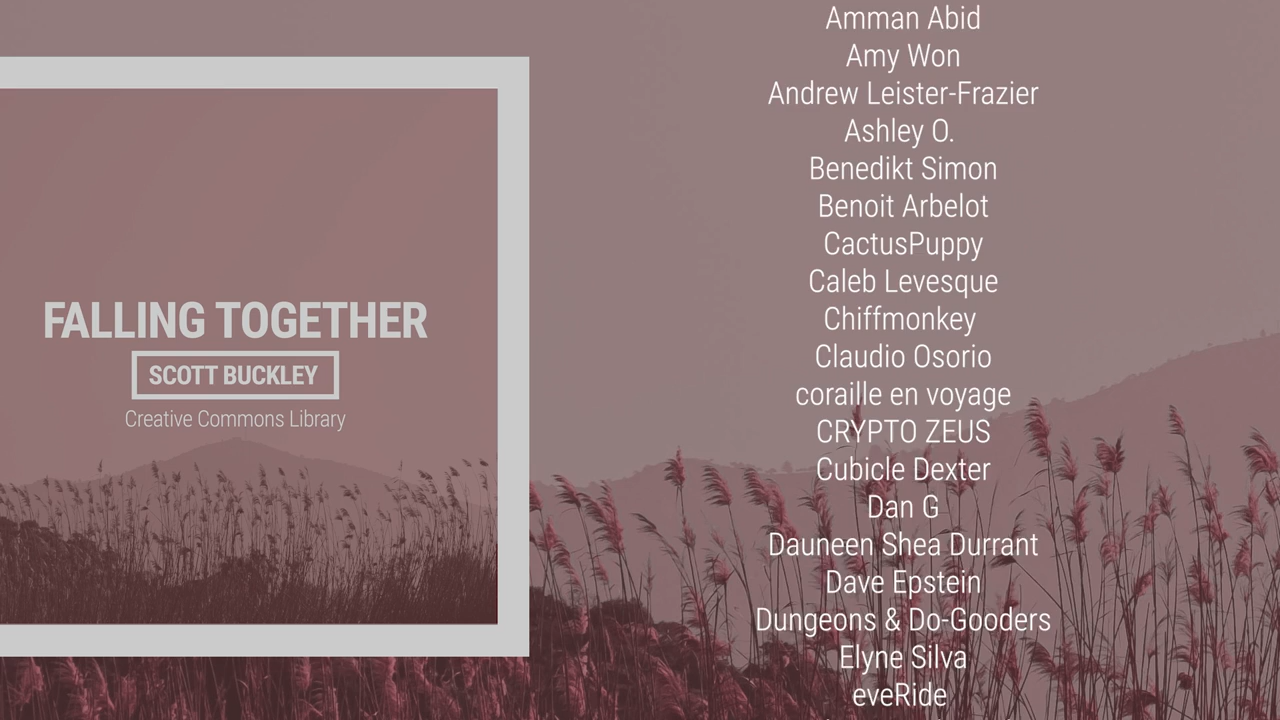 FALLING TOGETHER
SCOTT BUCKLEY
Creative Commons Library
Amman Abid
Amy Won
Andrew Leister-Frazier
Ashley O.
Benedikt Simon
Benoit Arbelot
CactusPuppy
Caleb Levesque
Chiffmonkey
Claudio Osorio
coraille en voyage
CRYPTO ZEUS
Cubicle Dexter
Dan G
Dauneen Shea Durrant
Dave Epstein
Dungeons & Do-Gooders
Elyne Silva
eveRide